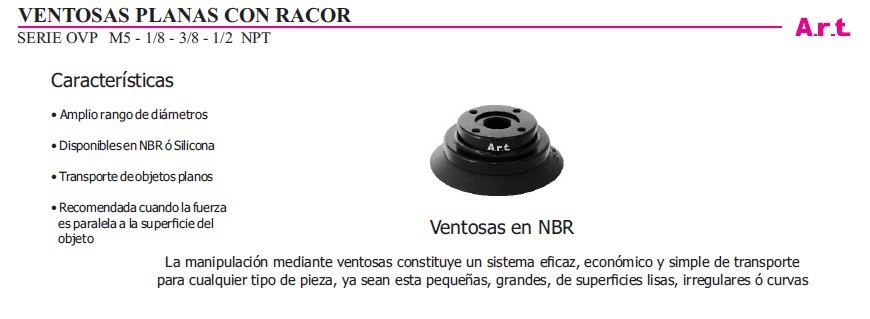 VENTOSAS PLANAS CON RACOR
SERIE OVP M5 - 1/8 - 3/8 - 1/2 NPT
A.r.t.
Características
• Amplio rango de diámetros
• Disponibles en NBR ó Silicona
• Transporte de objetos planos
• Recomendada cuando la fuerza
es paralela a la superficie del
objeto
A.r.t.
Ventosas en NBR
La manipulación mediante ventosas constituye un sistema eficaz, económico y simple de transporte
para cualquier tipo de pieza, ya sean esta pequeñas, grandes, de superficies lisas, irregulares ó curvas